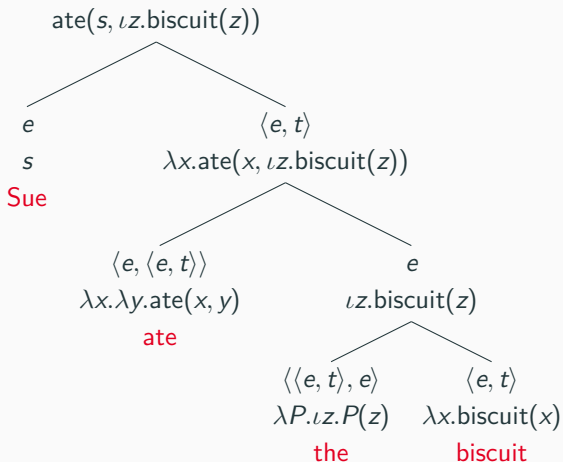 ate(s, ιz.biscuit(z))
e ⟨e, t⟩
s λx.ate(x, ιz.biscuit(z))
Sue
⟨e, ⟨e, t⟩⟩ e
λx.λy.ate(x, y) ιz.biscuit(z)
ate
⟨⟨e, t⟩, e⟩ ⟨e, t⟩
λP.ιz.P(z) λx.biscuit(x)
the biscuit